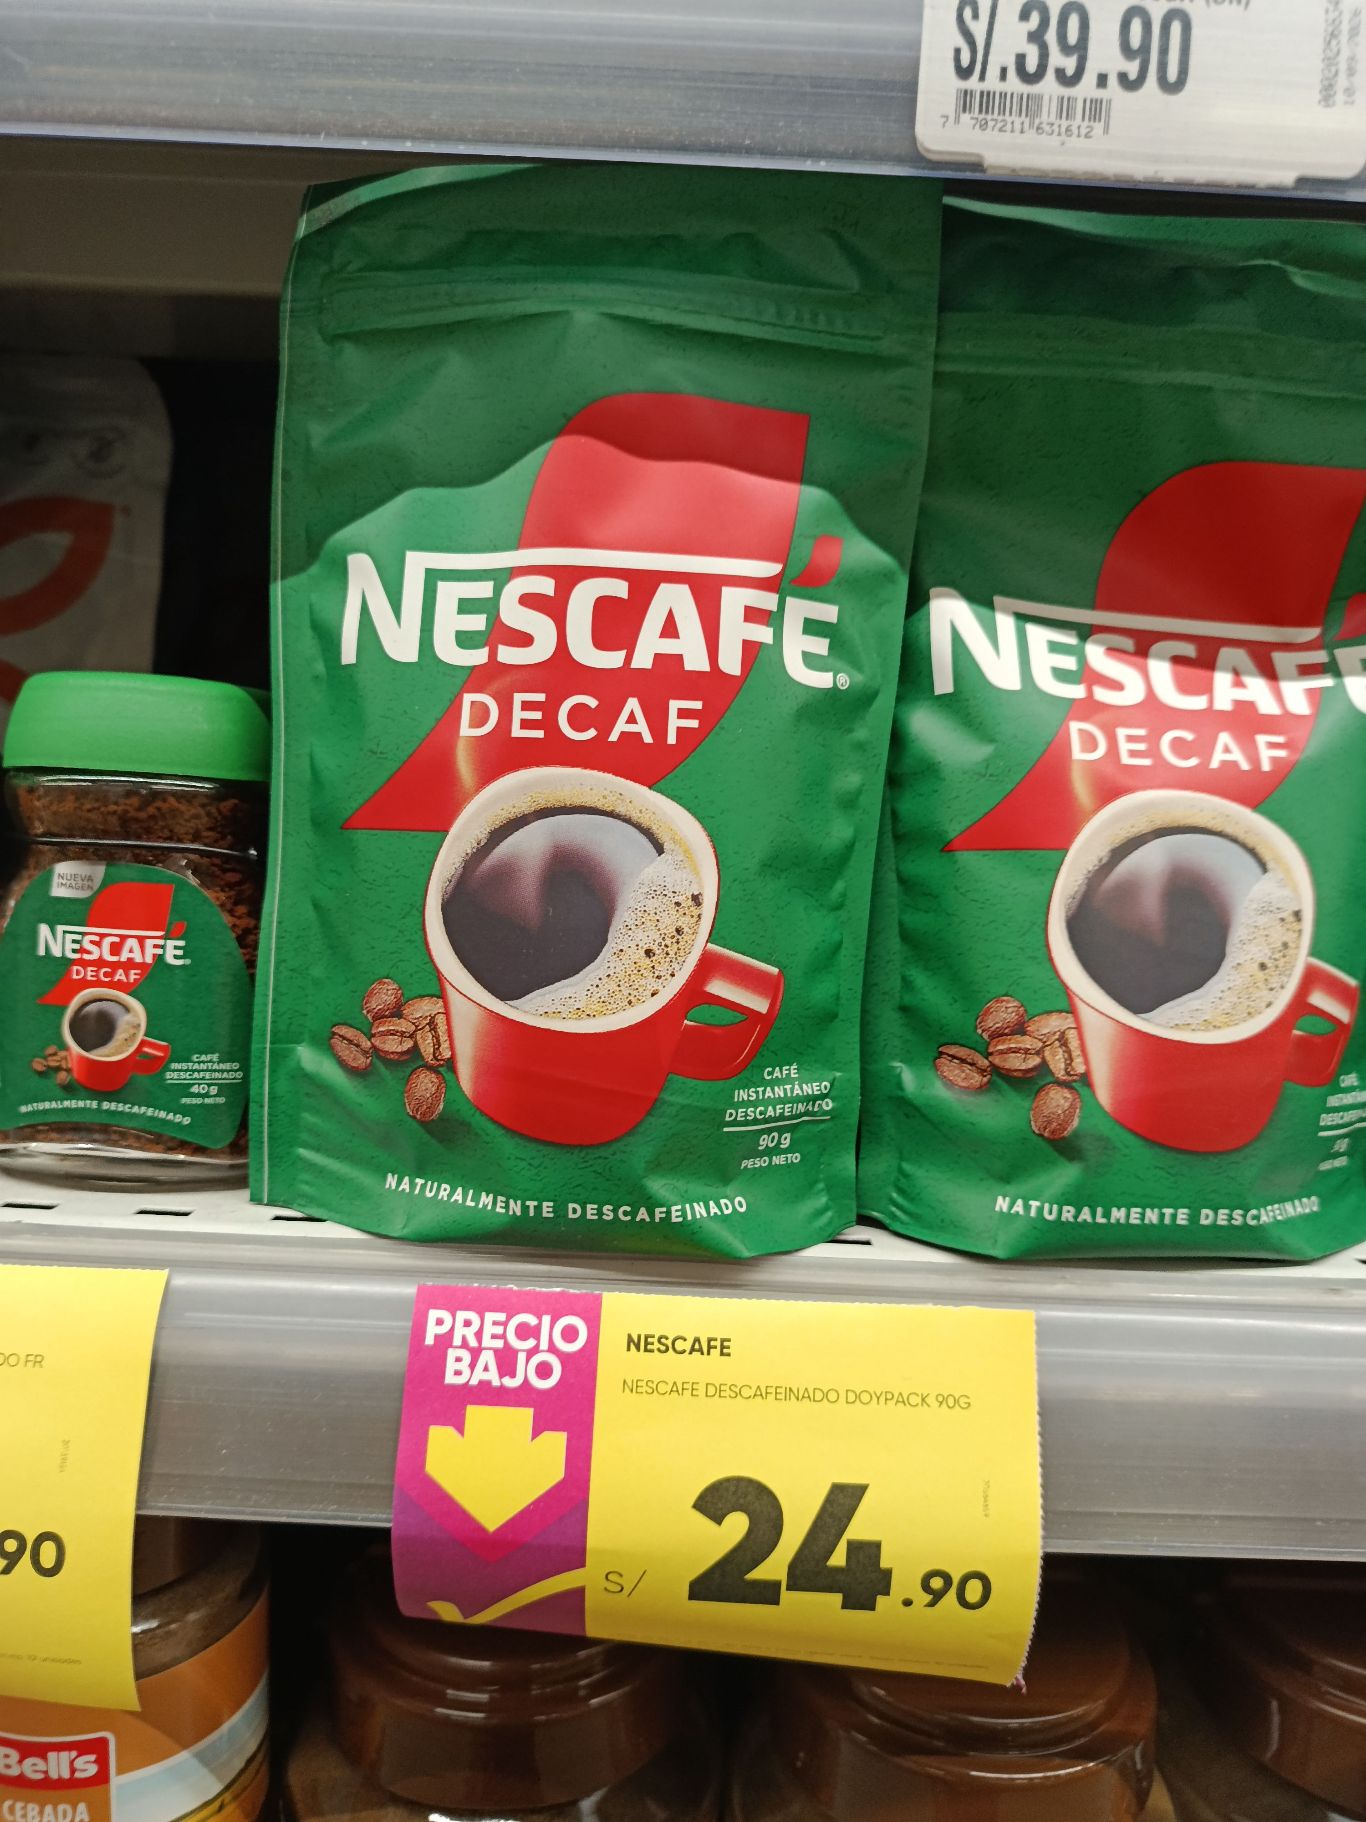 S/.39.90
7 707211 631612
NESCAFÉ®
DECAF
CAFÉ
INSTANTÁNEO
DESCAFEINADO
90 g
PESO NETO
NATURALMENTE DESCAFEINADO
NESCAFÉ
DECAF
NATURALMENTE DESCAFEINADO
NUEVA
IMAGEN
NESCAFÉ
DECAF
CAFÉ
INSTANTÁNEO
DESCAFEINADO
40 g
PESO NETO
NATURALMENTE DESCAFEINADO
DO FR
90
PRECIO
BAJO
NESCAFE
NESCAFE DESCAFEINADO DOYPACK 90G
S/ 24.90
Bell's
CEBADA